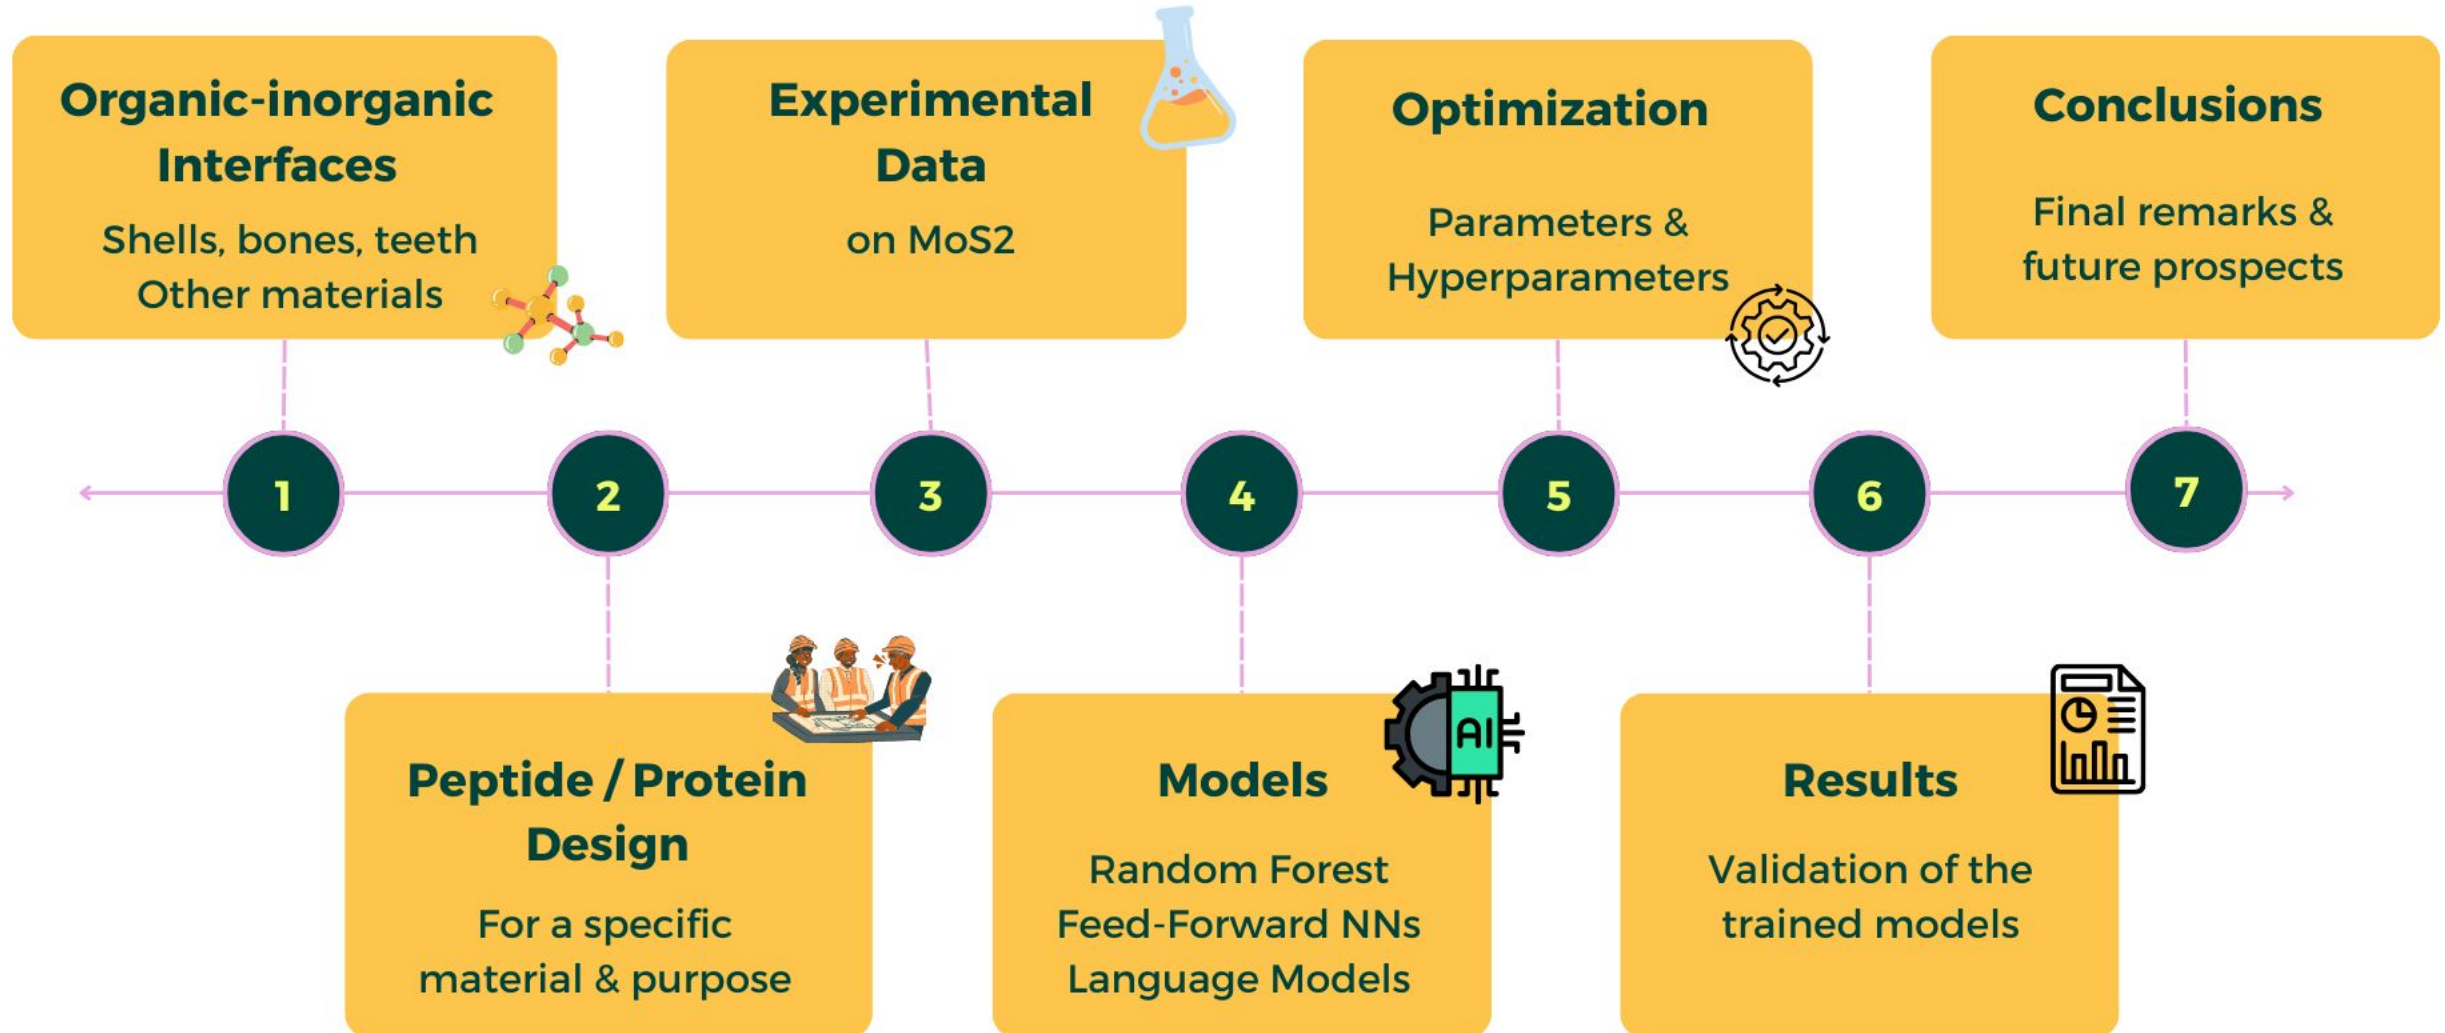 Organic-inorganic
Interfaces
Shells, bones, teeth
Other materials
1
Peptide / Protein
Design
For a specific
material & purpose
2
Experimental
Data
on MoS2
3
Models
Random Forest
Feed-Forward NNs
Language Models
AI
4
Optimization
Parameters &
Hyperparameters
5
Results
Validation of the
trained models
6
Conclusions
Final remarks &
future prospects
7